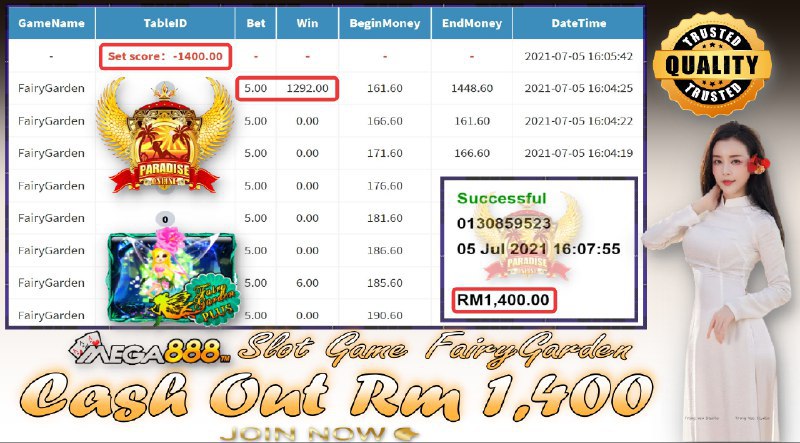 GameName TableID Bet Win BeginMoney EndMoney DateTime
- Set score: -1400.00 - - - - 2021-07-05 16:05:42
FairyGarden 5.00 1292.00 161.60 1448.60 2021-07-05 16:04:25
FairyGarden 5.00 0.00 166.60 161.60 2021-07-05 16:04:22
FairyGarden 5.00 0.00 171.60 166.60 2021-07-05 16:04:19
FairyGarden 5.00 0.00 176.60
FairyGarden 0 5.00 0.00 181.60
FairyGarden 5.00 0.00 186.60
FairyGarden 5.00 6.00 185.60
FairyGarden 5.00 0.00 190.60
PARADISE
Fairy Garden
PLUS
Successful
0130859523
05 Jul 2021 16:07:55
PARADISE
RM1,400.00
TRUSTED
QUALITY
TRUSTED
MEGA888™ Slot Game FairyGarden
Cash Out Rm 1,400
JOIN NOW